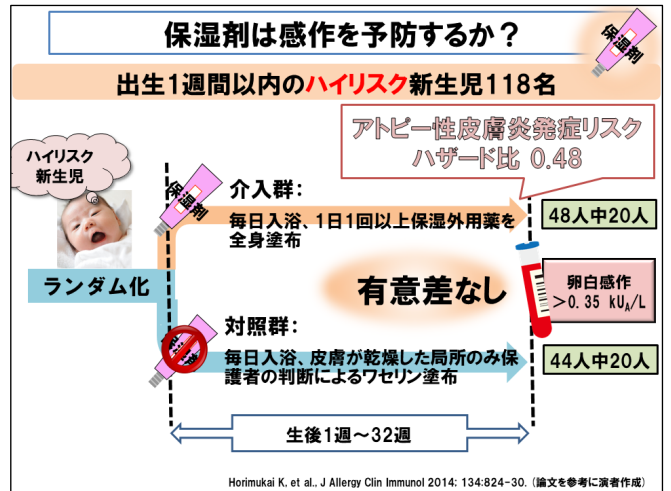 保湿剤は感作を予防するか？
保湿剤
出生1週間以内のハイリスク新生児118名
アトピー性皮膚炎発症リスク
ハザード比 0.48
ハイリスク
新生児
保湿剤
介入群：
毎日入浴、1日1回以上保湿外用薬を
全身塗布
48人中20人
ランダム化
有意差なし
卵白感作
＞0.35 kUA/L
対照群：
毎日入浴、皮膚が乾燥した局所のみ保
護者の判断によるワセリン塗布
44人中20人
生後1週～32週
Horimukai K, et al., J Allergy Clin Immunol 2014; 134:824-30. (論文を参考に演者作成)